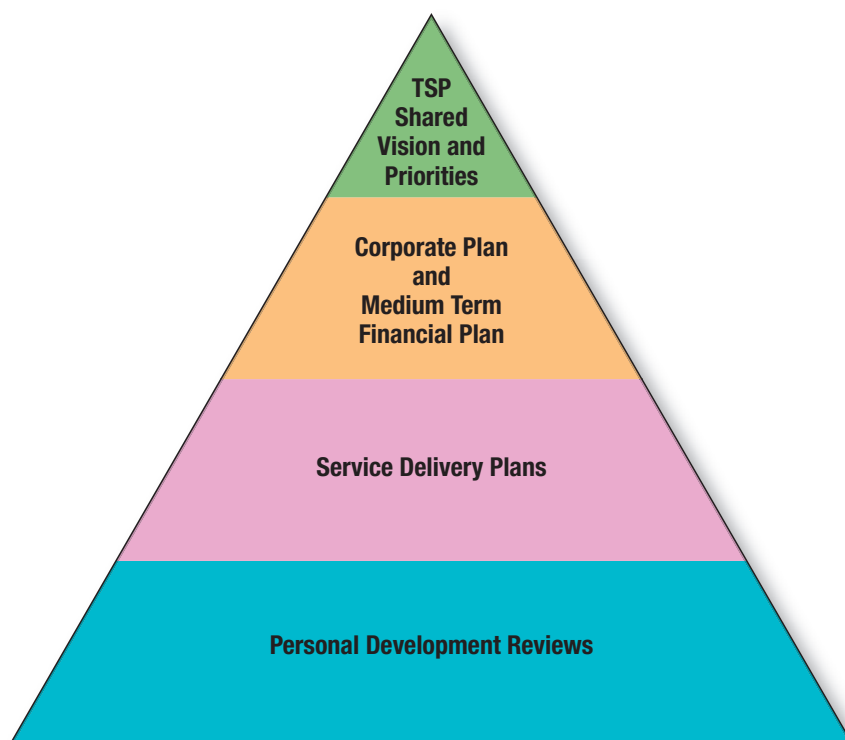 TSP
Shared
Vision and
Priorities
Corporate Plan
and
Medium Term
Financial Plan
Service Delivery Plans
Personal Development Reviews